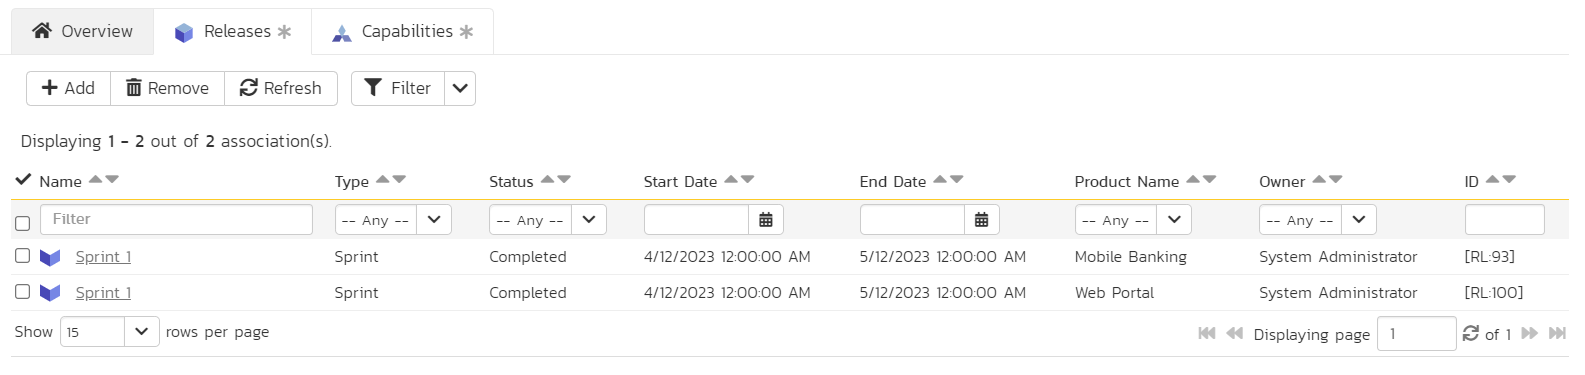 Overview Releases Capabilities
Add Remove Refresh Filter
Displaying 1 - 2 out of 2 association(s).
Name Type Status Start Date End Date Product Name Owner ID
Filter -- Any -- -- Any -- -- Any -- -- Any --
Sprint 1 Sprint Completed 4/12/2023 12:00:00 AM 5/12/2023 12:00:00 AM Mobile Banking System Administrator [RL:93]
Sprint 1 Sprint Completed 4/12/2023 12:00:00 AM 5/12/2023 12:00:00 AM Web Portal System Administrator [RL:100]
Show 15 rows per page Displaying page 1 of 1